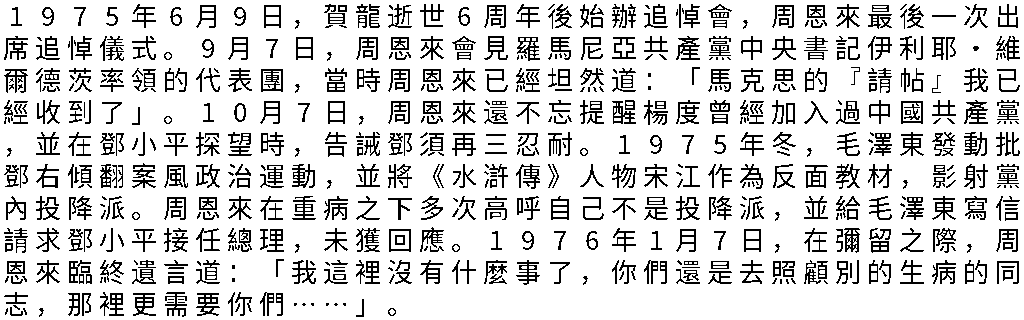 １９７５年６月９日，賀龍逝世６周年後始辦追悼會，周恩來最後一次出
席追悼儀式。９月７日，周恩來會見羅馬尼亞共產黨中央書記伊利耶·維
爾德茨率領的代表團，當時周恩來已經坦然道：「馬克思的『請帖』我已
經收到了」。１０月７日，周恩來還不忘提醒楊度曾經加入過中國共產黨
，並在鄧小平探望時，告誡鄧須再三忍耐。１９７５年冬，毛澤東發動批
鄧右傾翻案風政治運動，並將《水滸傳》人物宋江作為反面教材，影射黨
內投降派。周恩來在重病之下多次高呼自己不是投降派，並給毛澤東寫信
請求鄧小平接任總理，未獲回應。１９７６年１月７日，在彌留之際，周
恩來臨終遺言道：「我這裡沒有什麼事了，你們還是去照顧別的生病的同
志，那裡更需要你們……」。